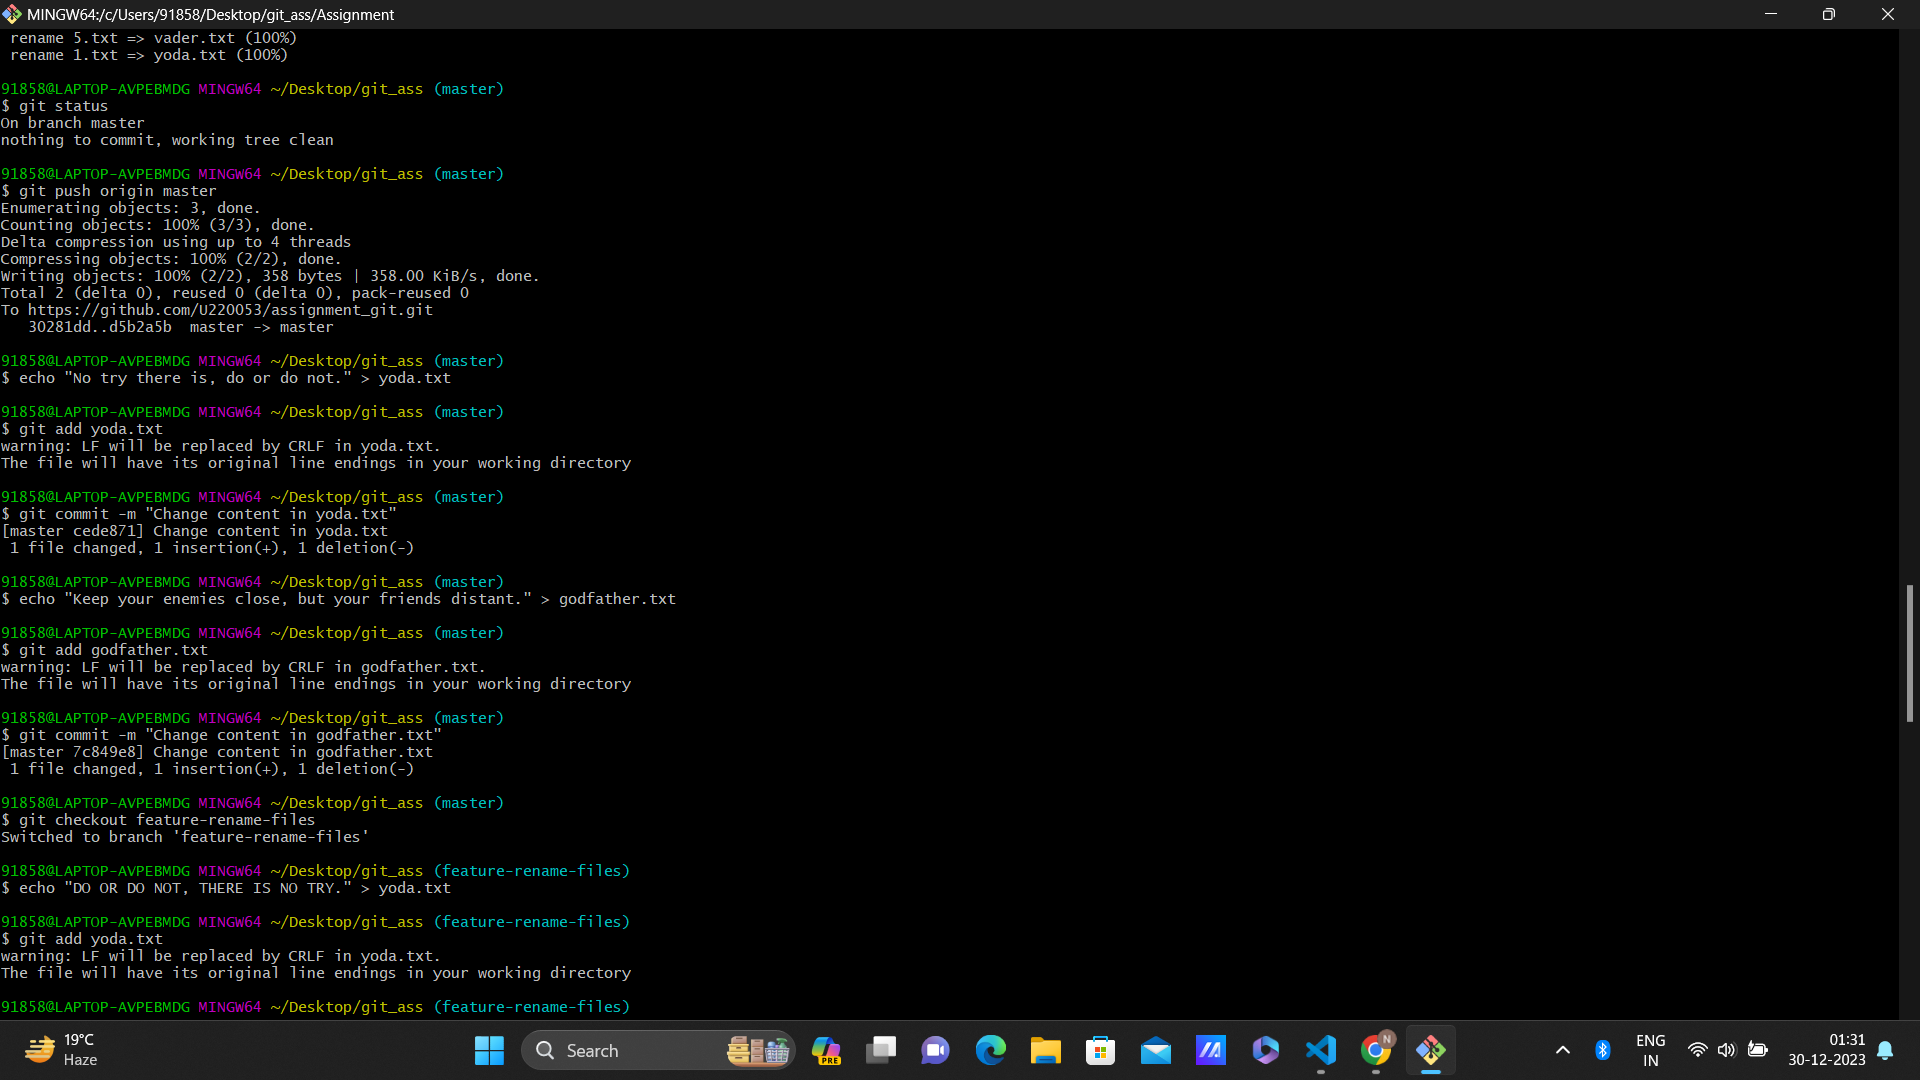 MINGW64:/c/Users/91858/Desktop/git_ass/Assignment
rename 5.txt => vader.txt (100%)
rename 1.txt => yoda.txt (100%)
91858@LAPTOP-AVPEBMDG MINGW64 ~/Desktop/git_ass (master)
$ git status
On branch master
nothing to commit, working tree clean
91858@LAPTOP-AVPEBMDG MINGW64 ~/Desktop/git_ass (master)
$ git push origin master
Enumerating objects: 3, done.
Counting objects: 100% (3/3), done.
Delta compression using up to 4 threads
Compressing objects: 100% (2/2), done.
Writing objects: 100% (2/2), 358 bytes | 358.00 KiB/s, done.
Total 2 (delta 0), reused 0 (delta 0), pack-reused 0
To https://github.com/U220053/assignment_git.git
30281dd..d5b2a5b  master -> master
91858@LAPTOP-AVPEBMDG MINGW64 ~/Desktop/git_ass (master)
$ echo "No try there is, do or do not." > yoda.txt
91858@LAPTOP-AVPEBMDG MINGW64 ~/Desktop/git_ass (master)
$ git add yoda.txt
warning: LF will be replaced by CRLF in yoda.txt.
The file will have its original line endings in your working directory
91858@LAPTOP-AVPEBMDG MINGW64 ~/Desktop/git_ass (master)
$ git commit -m "Change content in yoda.txt"
[master cede871] Change content in yoda.txt
1 file changed, 1 insertion(+), 1 deletion(-)
91858@LAPTOP-AVPEBMDG MINGW64 ~/Desktop/git_ass (master)
$ echo "Keep your enemies close, but your friends distant." > godfather.txt
91858@LAPTOP-AVPEBMDG MINGW64 ~/Desktop/git_ass (master)
$ git add godfather.txt
warning: LF will be replaced by CRLF in godfather.txt.
The file will have its original line endings in your working directory
91858@LAPTOP-AVPEBMDG MINGW64 ~/Desktop/git_ass (master)
$ git commit -m "Change content in godfather.txt"
[master 7c849e8] Change content in godfather.txt
1 file changed, 1 insertion(+), 1 deletion(-)
91858@LAPTOP-AVPEBMDG MINGW64 ~/Desktop/git_ass (master)
$ git checkout feature-rename-files
Switched to branch 'feature-rename-files'
91858@LAPTOP-AVPEBMDG MINGW64 ~/Desktop/git_ass (feature-rename-files)
$ echo "DO OR DO NOT, THERE IS NO TRY." > yoda.txt
91858@LAPTOP-AVPEBMDG MINGW64 ~/Desktop/git_ass (feature-rename-files)
$ git add yoda.txt
warning: LF will be replaced by CRLF in yoda.txt.
The file will have its original line endings in your working directory
91858@LAPTOP-AVPEBMDG MINGW64 ~/Desktop/git_ass (feature-rename-files)
19°C
Haze
Search
PRE
N
ENG
IN
01:31
30-12-2023